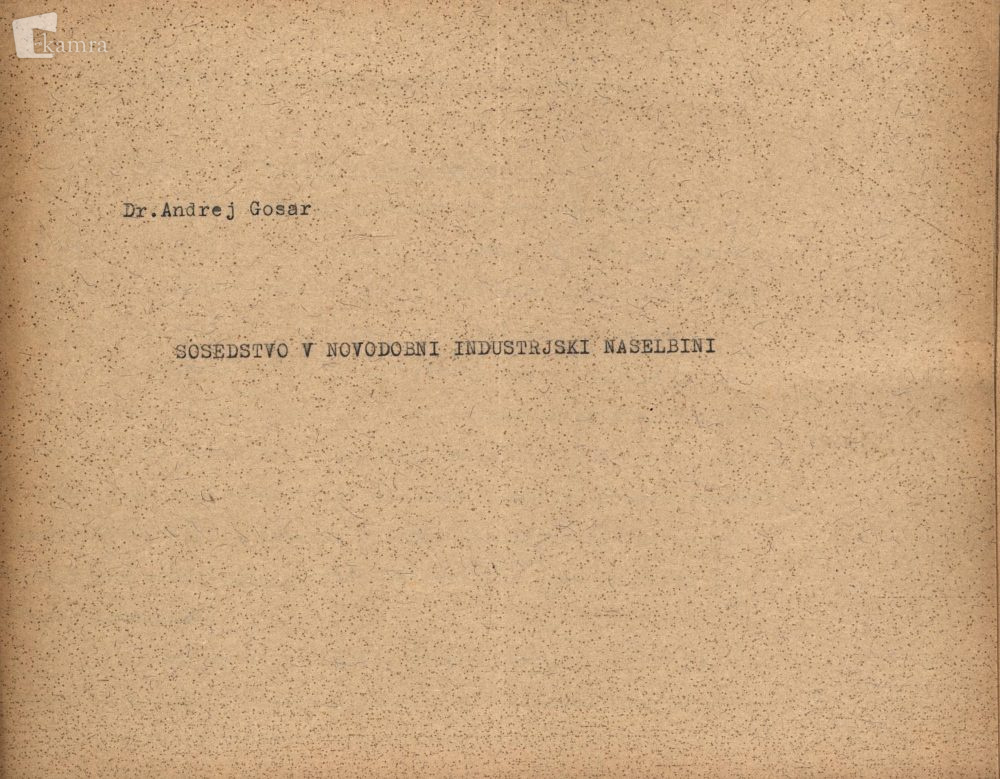 kamra
Dr.Andrej Gosar
SOSEDSTVO V NOVODOBNI INDUSTRJSKI NASELBINI